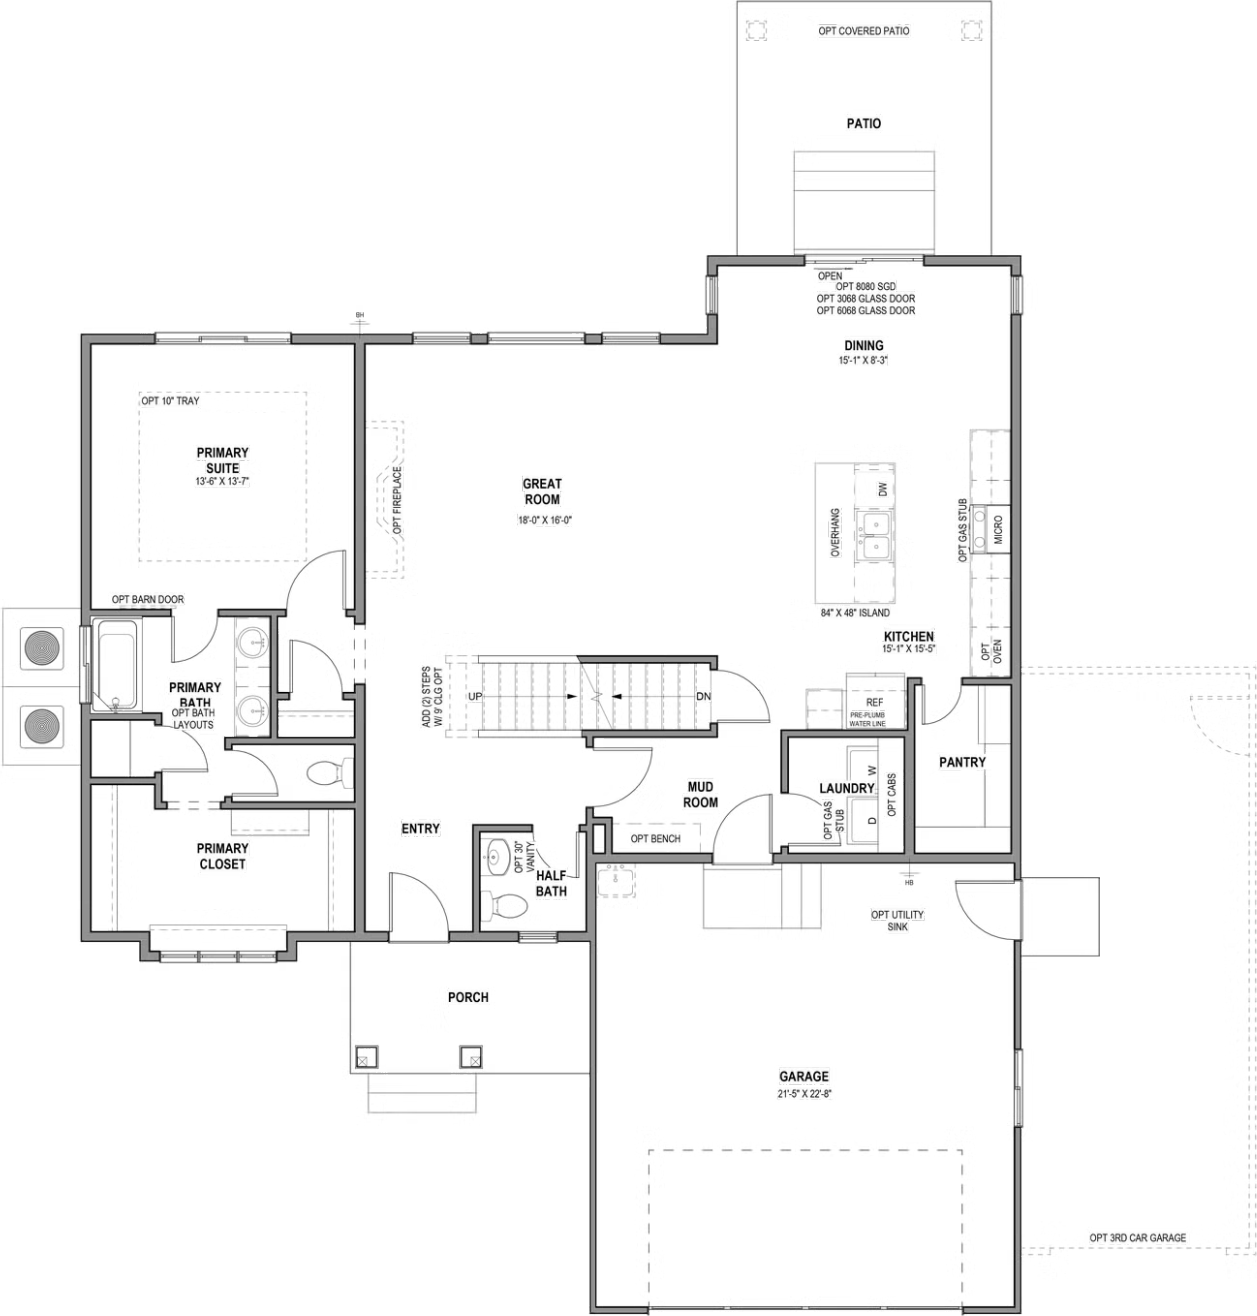 OPT COVERED PATIO
PATIO
OPEN
OPT 8080 SGD
OPT 3068 GLASS DOOR
OPT 6068 GLASS DOOR
DINING
15'-1" X 8'-3"
BH
OPT 10" TRAY
PRIMARY
SUITE
13'-6" X 13'-7"
OPT FIREPLACE
GREAT
ROOM
18'-0" X 16'-0"
OVERHANG
DW
OPT GAS STUB
MICRO
84" X 48" ISLAND
KITCHEN
15'-1" X 15'-5"
OPT
OVEN
OPT BARN DOOR
PRIMARY
BATH
OPT BATH
LAYOUTS
ADD (2) STEPS
W/ 9' CLG OPT
UP
DN
REF
PRE-PLUMB
WATER LINE
PANTRY
MUD
ROOM
OPT BENCH
LAUNDRY
W
D
OPT CABS
OPT GAS
STUB
ENTRY
PRIMARY
CLOSET
OPT 30"
VANITY
HALF
BATH
HB
OPT UTILITY
SINK
PORCH
GARAGE
21'-5" X 22'-8"
OPT 3RD CAR GARAGE